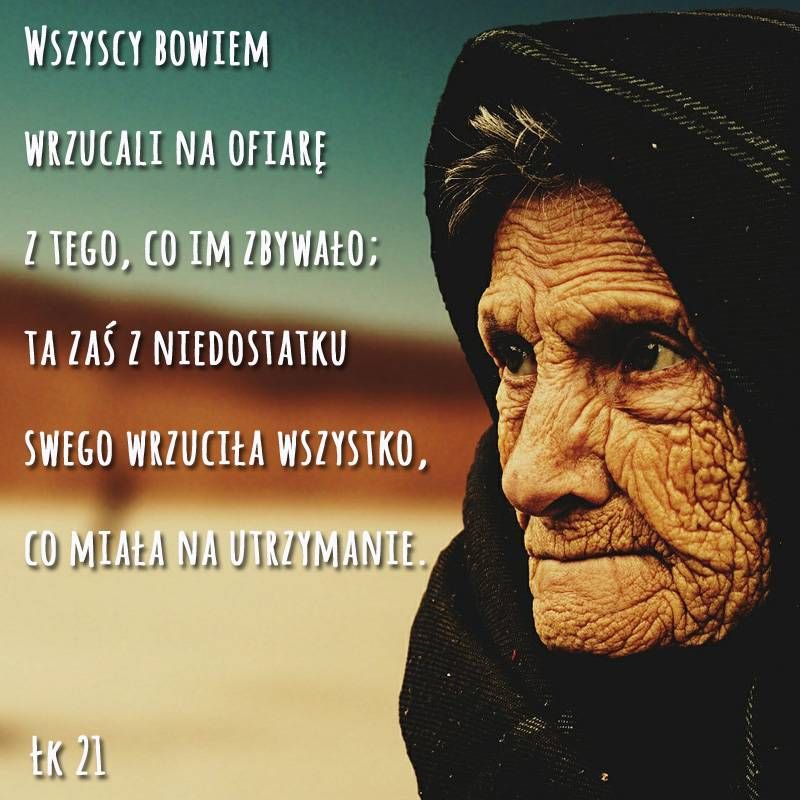 Wszyscy bowiem
wrzucali na ofiarę
z tego, co im zbywało;
ta zaś z niedostatku
swego wrzuciła wszystko,
co miała na utrzymanie.
Łk 21